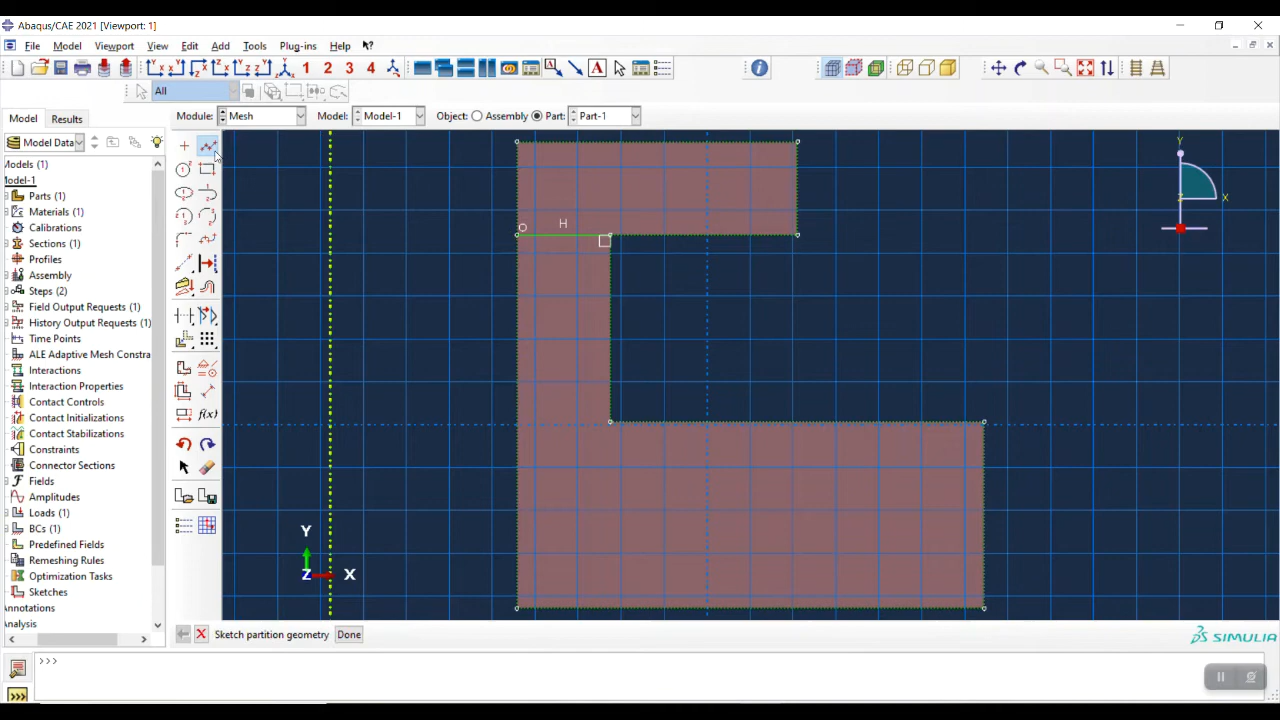 Abaqus/CAE 2021 [Viewport: 1]
File Model Viewport View Edit Add Tools Plug-ins Help
1 2 3 4
All
Model Results
Module: Mesh Model: Model-1 Object: Assembly Part: Part-1
Model Data
Models (1)
Model-1
Parts (1)
Materials (1)
Calibrations
Sections (1)
Profiles
Assembly
Steps (2)
Field Output Requests (1)
History Output Requests (1)
Time Points
ALE Adaptive Mesh Constra
Interactions
Interaction Properties
Contact Controls
Contact Initializations
Contact Stabilizations
Constraints
Connector Sections
Fields
Amplitudes
Loads (1)
BCs (1)
Predefined Fields
Remeshing Rules
Optimization Tasks
Sketches
Annotations
Analysis
f(x)
H
Y
X
Z
Y
Z X
Sketch partition geometry Done
SIMULIA
>>>
>>>